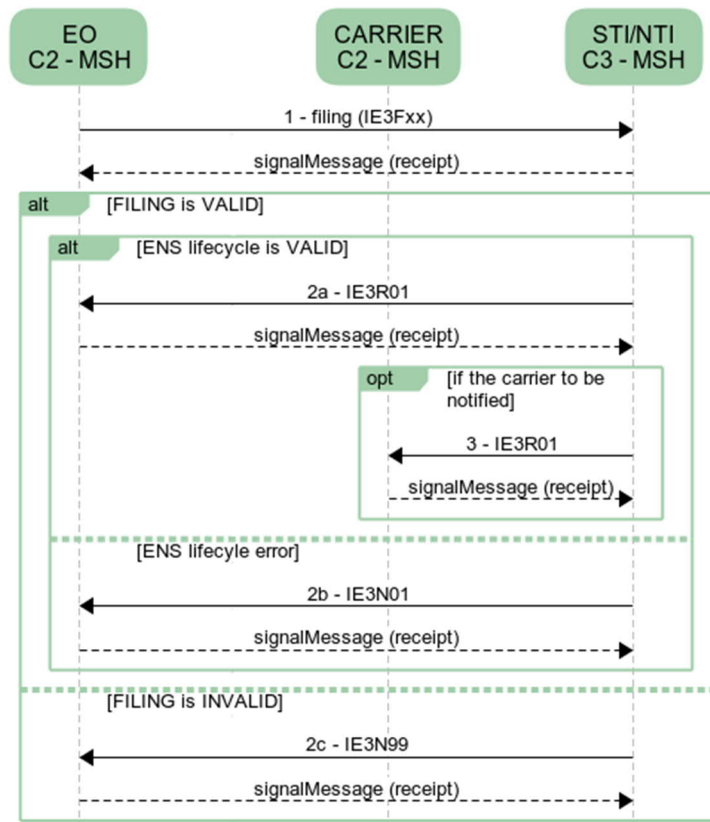 EO
C2 - MSH
CARRIER
C2 - MSH
STI/NTI
C3 - MSH
1 - filing (IE3Fxx)
signalMessage (receipt)
alt
[FILING is VALID]
alt
[ENS lifecycle is VALID]
2a - IE3R01
signalMessage (receipt)
opt
[if the carrier to be
notified]
3 - IE3R01
signalMessage (receipt)
[ENS lifecyle error]
2b - IE3N01
signalMessage (receipt)
[FILING is INVALID]
2c - IE3N99
signalMessage (receipt)